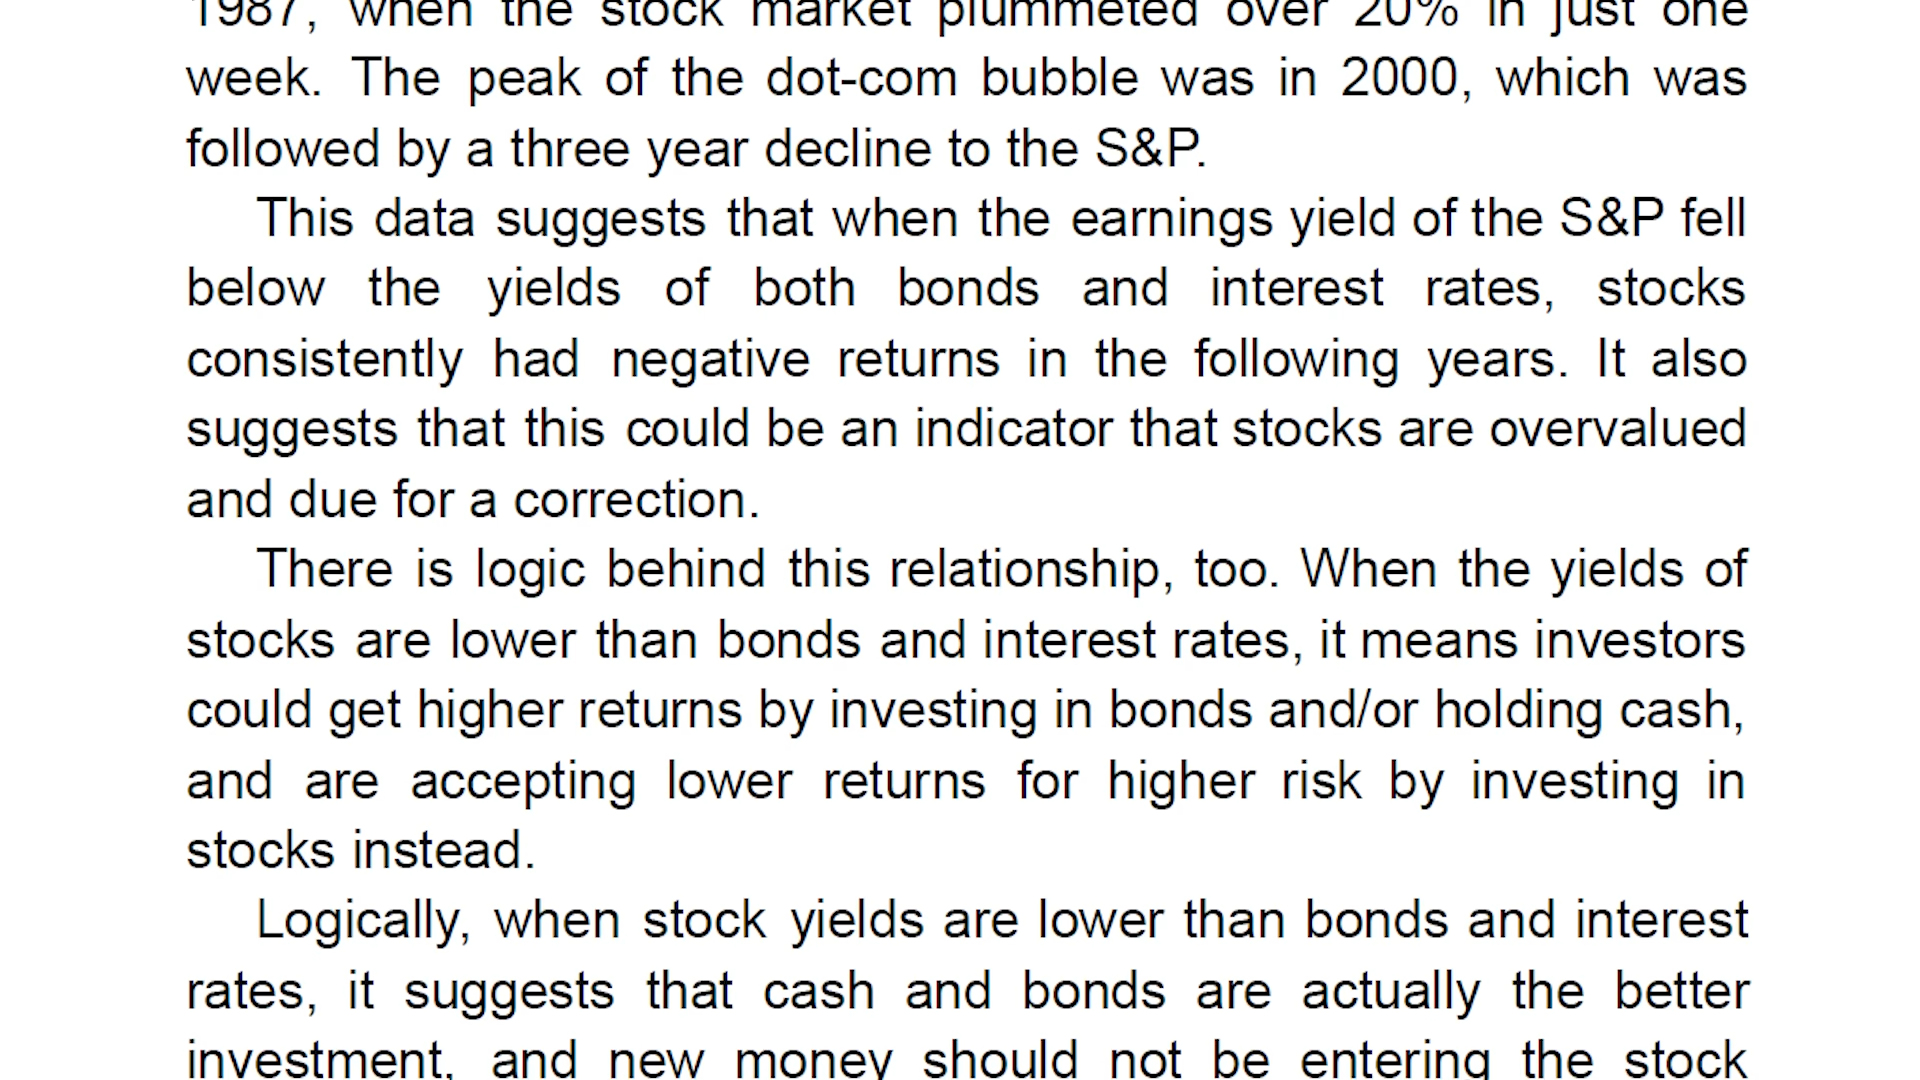 1987, when the stock market plummeted over 20% in just one
week. The peak of the dot-com bubble was in 2000, which was
followed by a three year decline to the S&P.
This data suggests that when the earnings yield of the S&P fell
below the yields of both bonds and interest rates, stocks
consistently had negative returns in the following years. It also
suggests that this could be an indicator that stocks are overvalued
and due for a correction.
There is logic behind this relationship, too. When the yields of
stocks are lower than bonds and interest rates, it means investors
could get higher returns by investing in bonds and/or holding cash,
and are accepting lower returns for higher risk by investing in
stocks instead.
Logically, when stock yields are lower than bonds and interest
rates, it suggests that cash and bonds are actually the better
investment, and new money should not be entering the stock